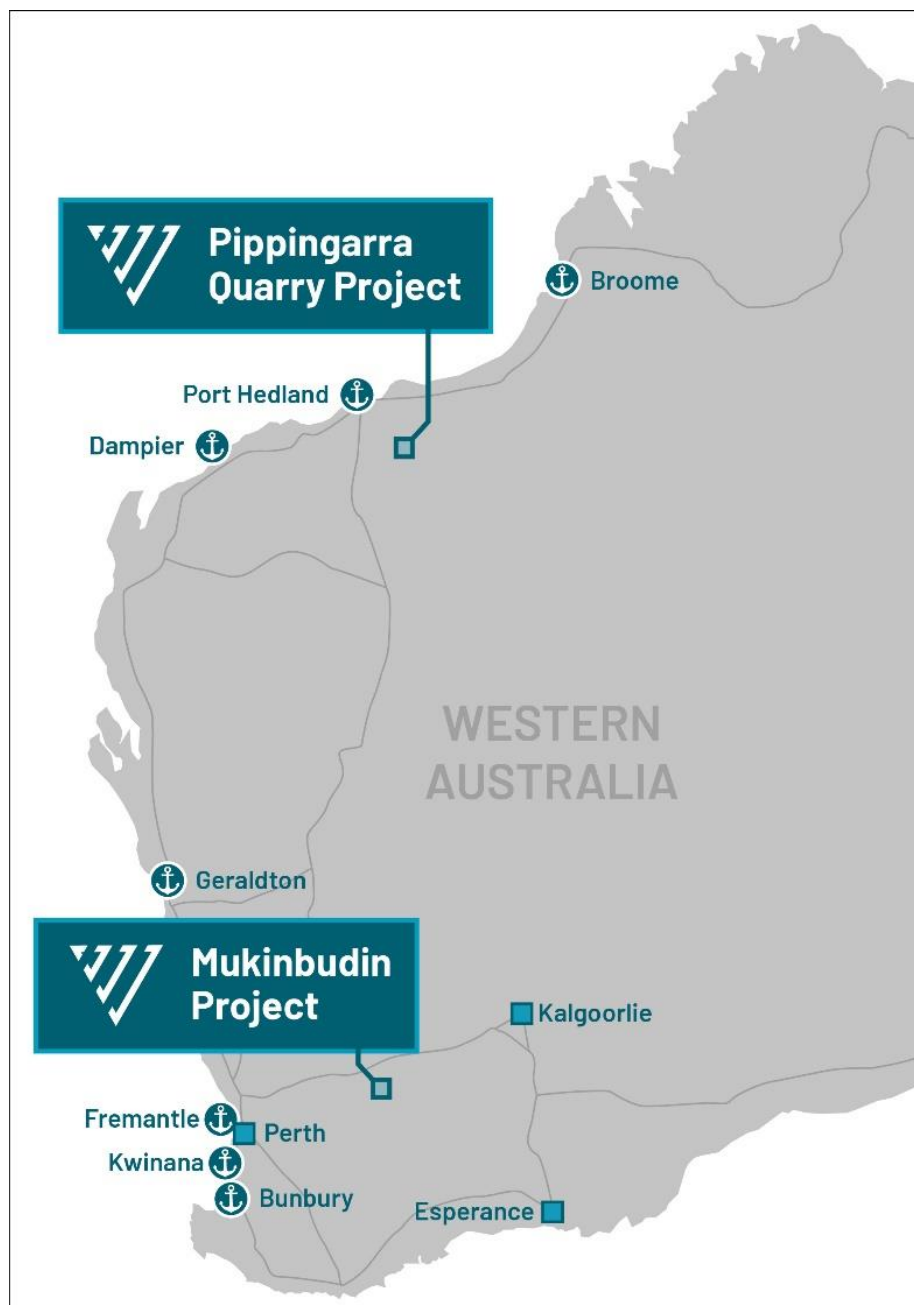 Pippingarra
Quarry Project
Broome
Port Hedland
Dampier
WESTERN
AUSTRALIA
Geraldton
Mukinbudin
Project
Kalgoorlie
Fremantle
Perth
Kwinana
Bunbury
Esperance